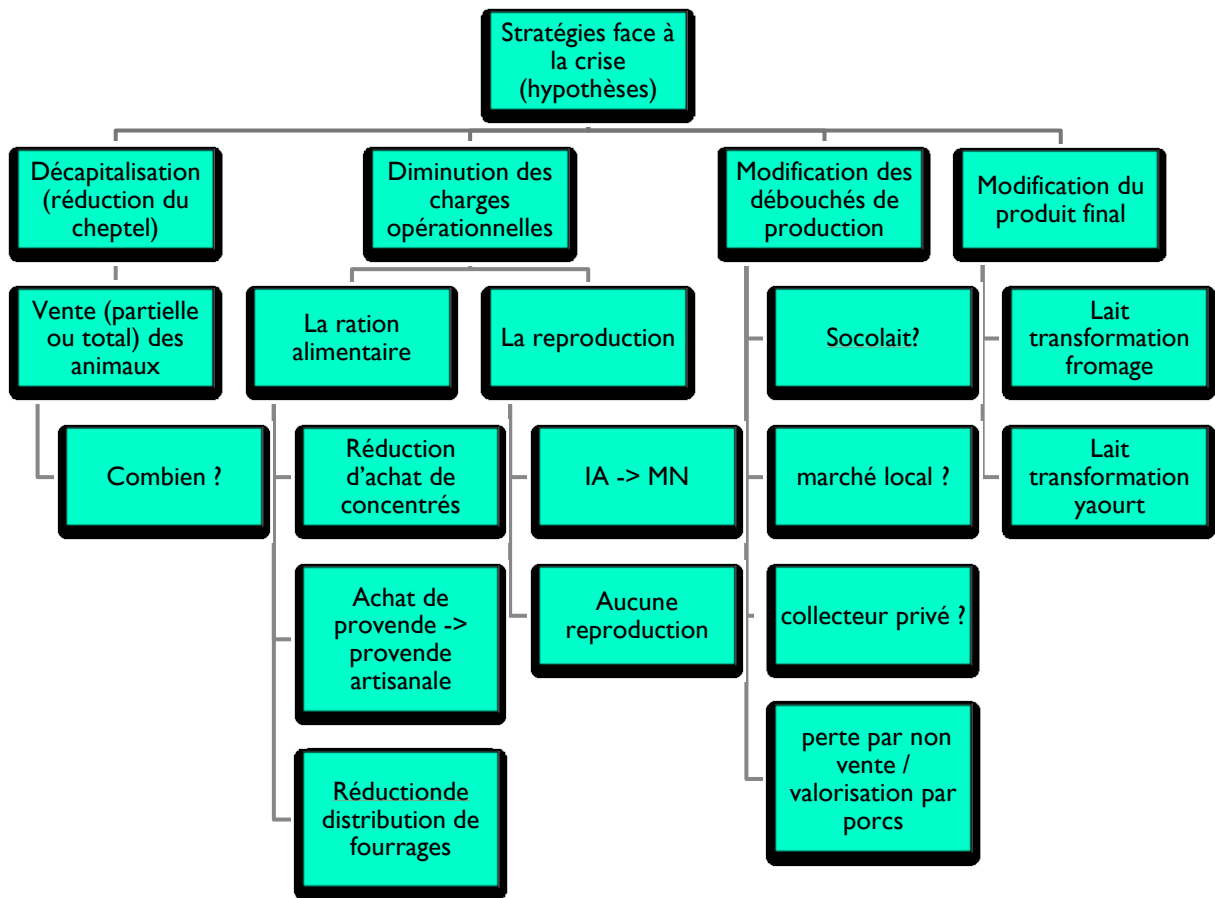 Stratégies face à
la crise
(hypothèses)
Décapitalisation
(réduction du
cheptel)
Vente (partielle
ou total) des
animaux
Combien ?
Diminution des
charges
opérationnelles
La ration
alimentaire
Réduction
d'achat de
concentrés
Achat de
provende -> 
provende
artisanale
Réductionde
distribution de
fourrages
La reproduction
IA -> MN
Aucune
reproduction
Modification des
débouchés de
production
Socolait?
marché local ?
collecteur privé ?
perte par non
vente /
valorisation par
porcs
Modification du
produit final
Lait
transformation
fromage
Lait
transformation
yaourt